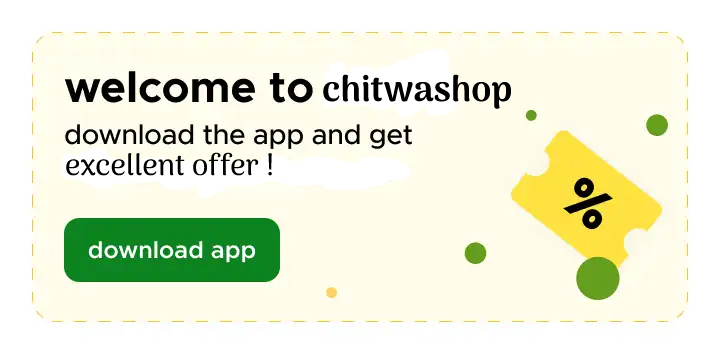 welcome to chitwashop
download the app and get
excellent offer !
%
download app